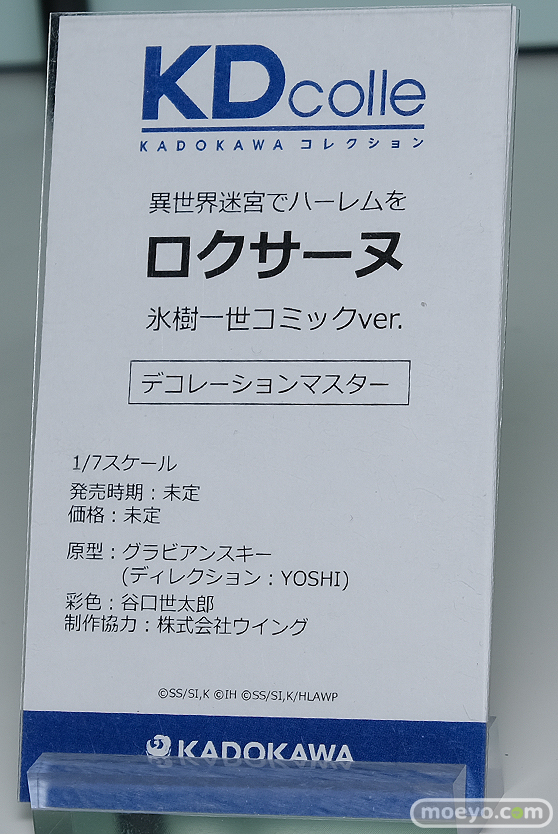 KDcolle
KADOKAWA コレクション
異世界迷宮でハーレムを
ロクサーヌ
氷樹一世コミックver.
デコレーションマスター
1/7スケール
発売時期：未定
価格：未定
原型：グラビアンスキー
(ディレクション：YOSHI)
彩色：谷口世太郎
制作協力：株式会社ウイング
©SS/SI,K ©IH ©SS/SI,K/HLAWP
KADOKAWA
moeyo.com